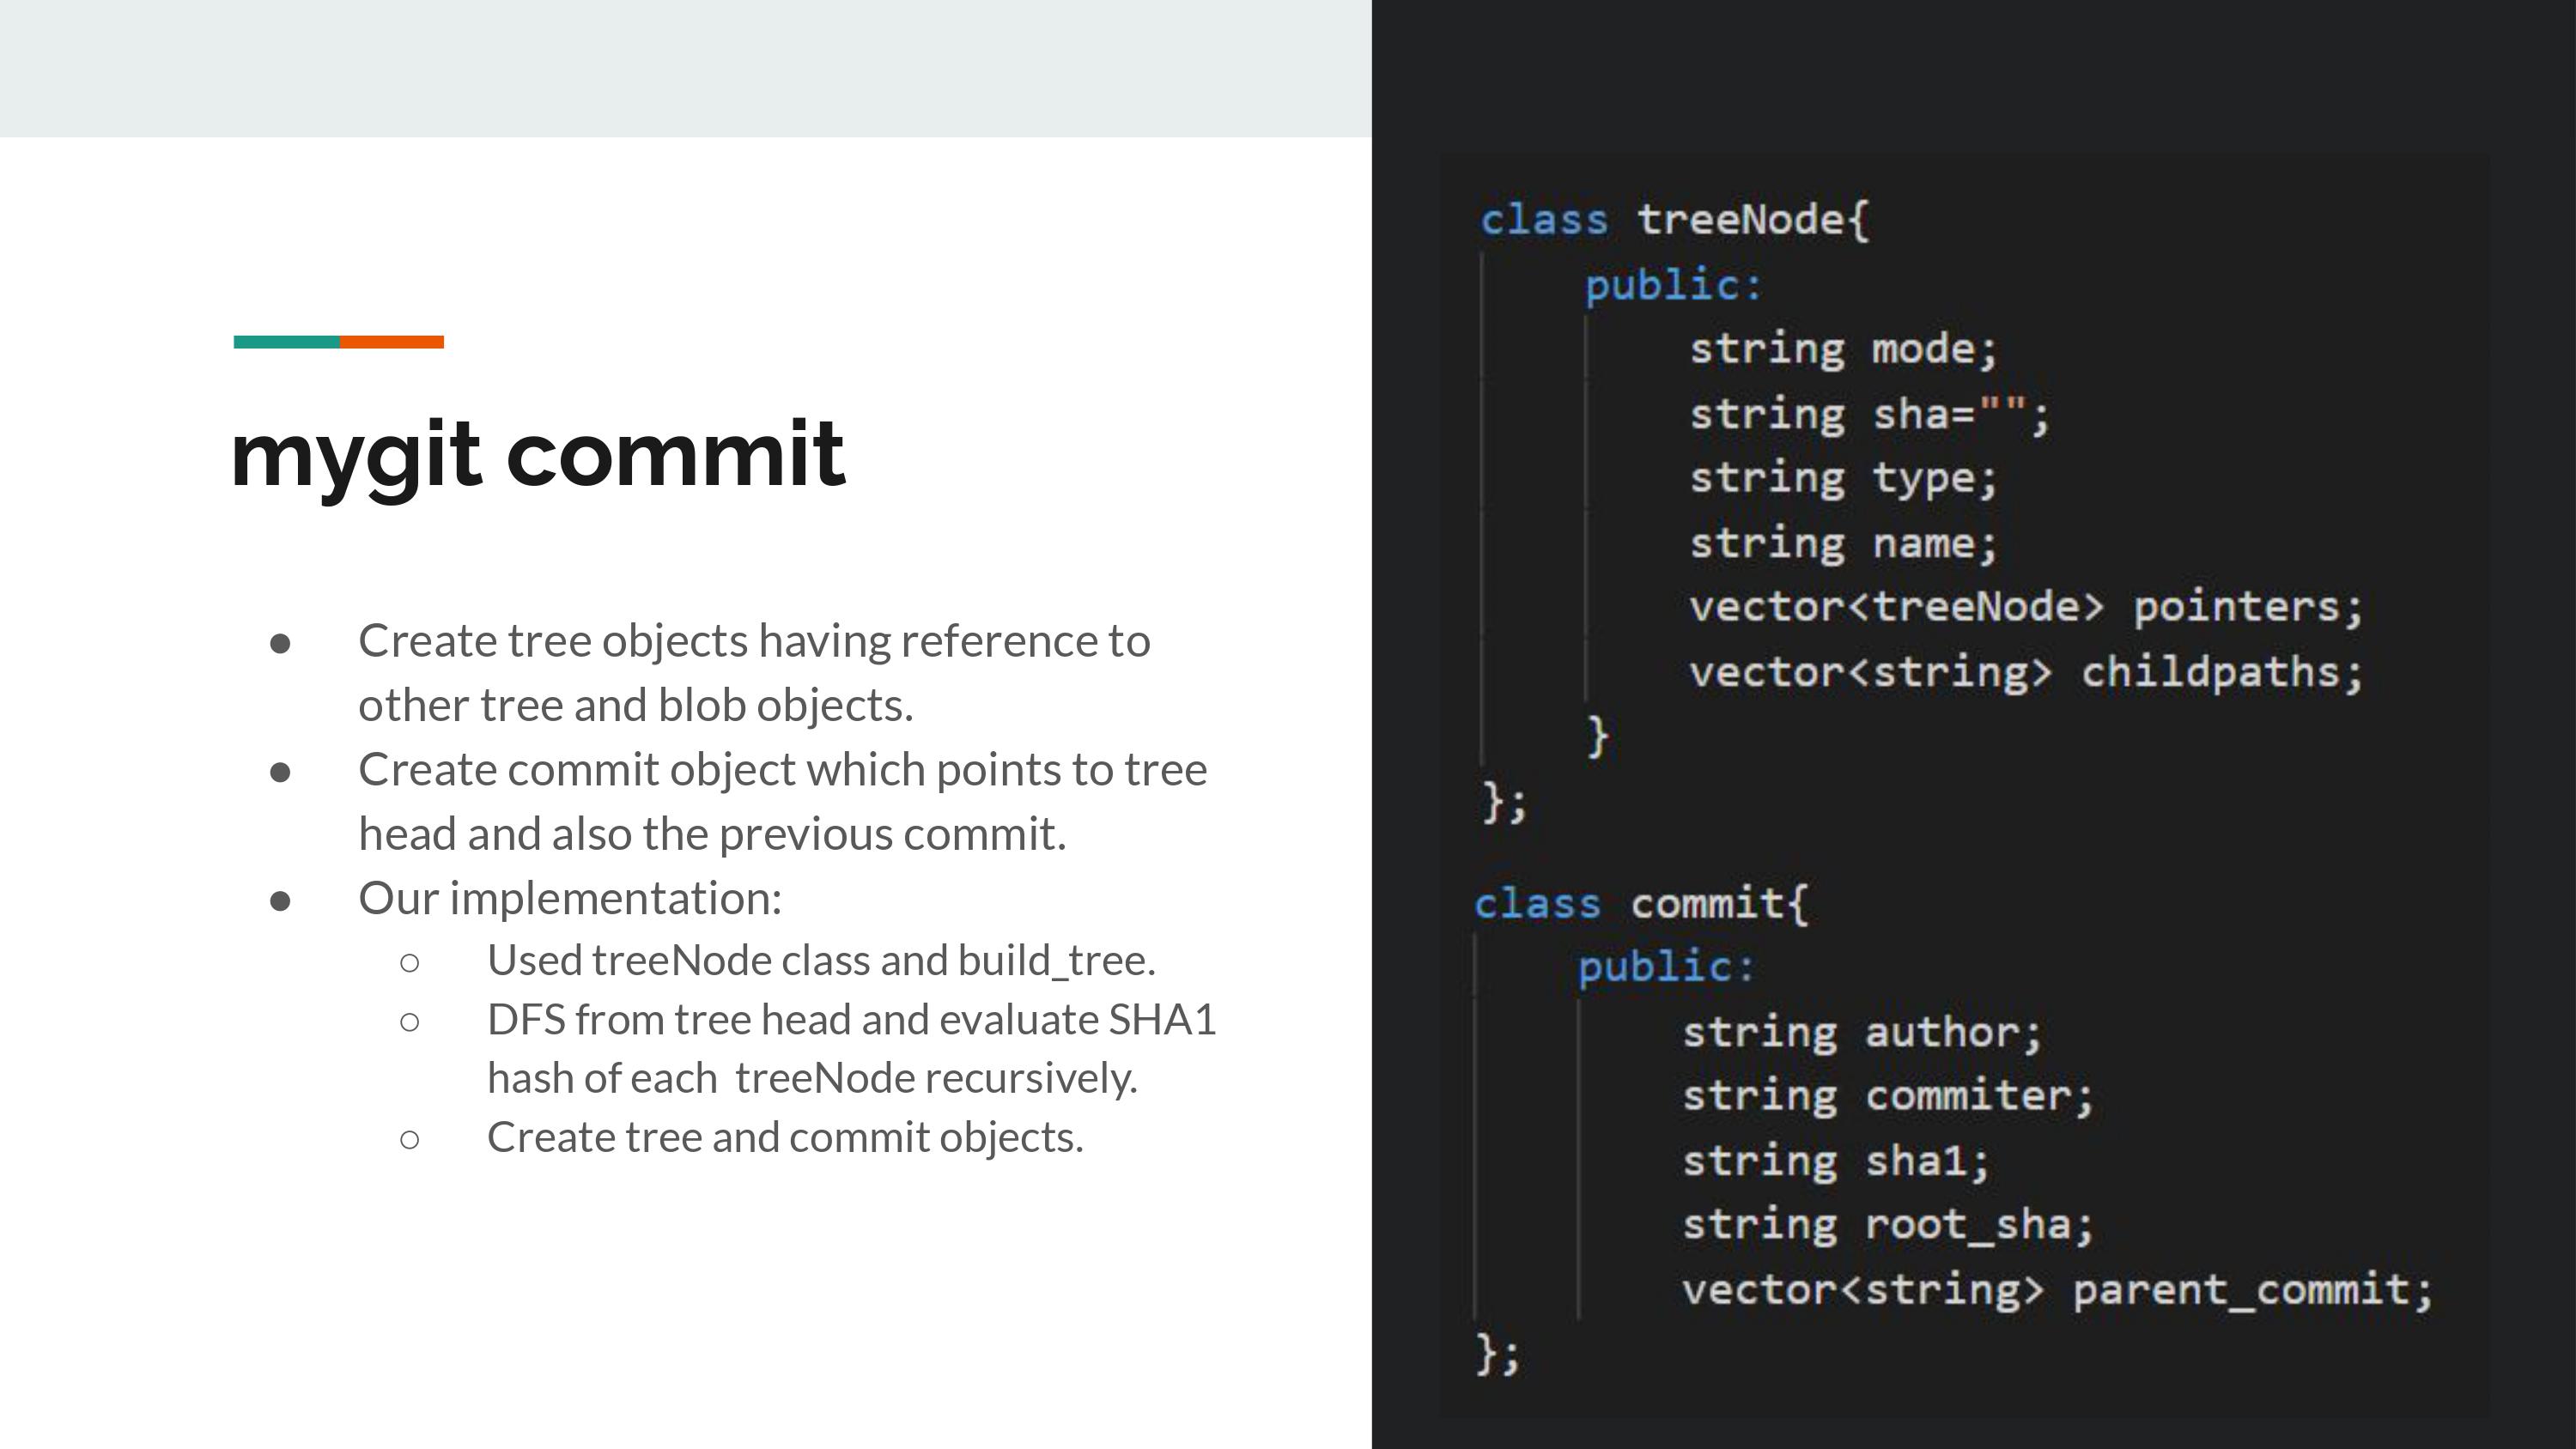 mygit commit
● Create tree objects having reference to
other tree and blob objects.
● Create commit object which points to tree
head and also the previous commit.
● Our implementation:
○ Used treeNode class and build_tree.
○ DFS from tree head and evaluate SHA1
hash of each  treeNode recursively.
○ Create tree and commit objects.
class treeNode{
    public:
        string mode;
        string sha="";
        string type;
        string name;
        vector<treeNode> pointers;
        vector<string> childpaths;
    }
};
class commit{
    public:
        string author;
        string commiter;
        string sha1;
        string root_sha;
        vector<string> parent_commit;
};